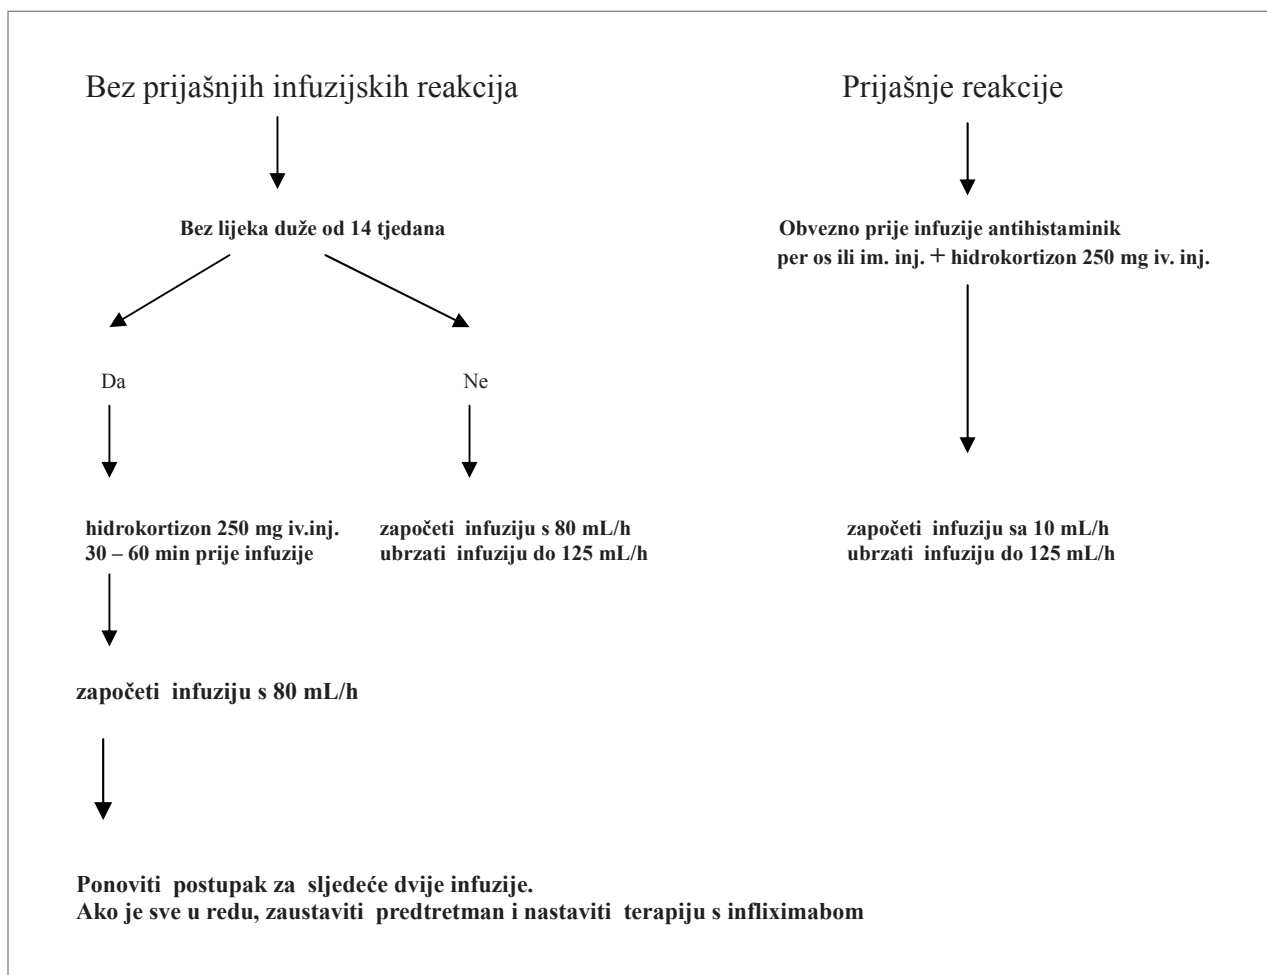 Bez prijašnjih infuzijskih reakcija
Prijašnje reakcije
Bez lijeka duže od 14 tjedana
Obvezno prije infuzije antihistaminik
per os ili im. inj. + hidrokortizon 250 mg iv. inj.
Da
Ne
hidrokortizon 250 mg iv.inj.
30 – 60 min prije infuzije
započeti infuziju s 80 mL/h
ubrzati infuziju do 125 mL/h
započeti infuziju sa 10 mL/h
ubrzati infuziju do 125 mL/h
započeti infuziju s 80 mL/h
Ponoviti postupak za sljedeće dvije infuzije.
Ako je sve u redu, zaustaviti predtretman i nastaviti terapiju s infliximabom